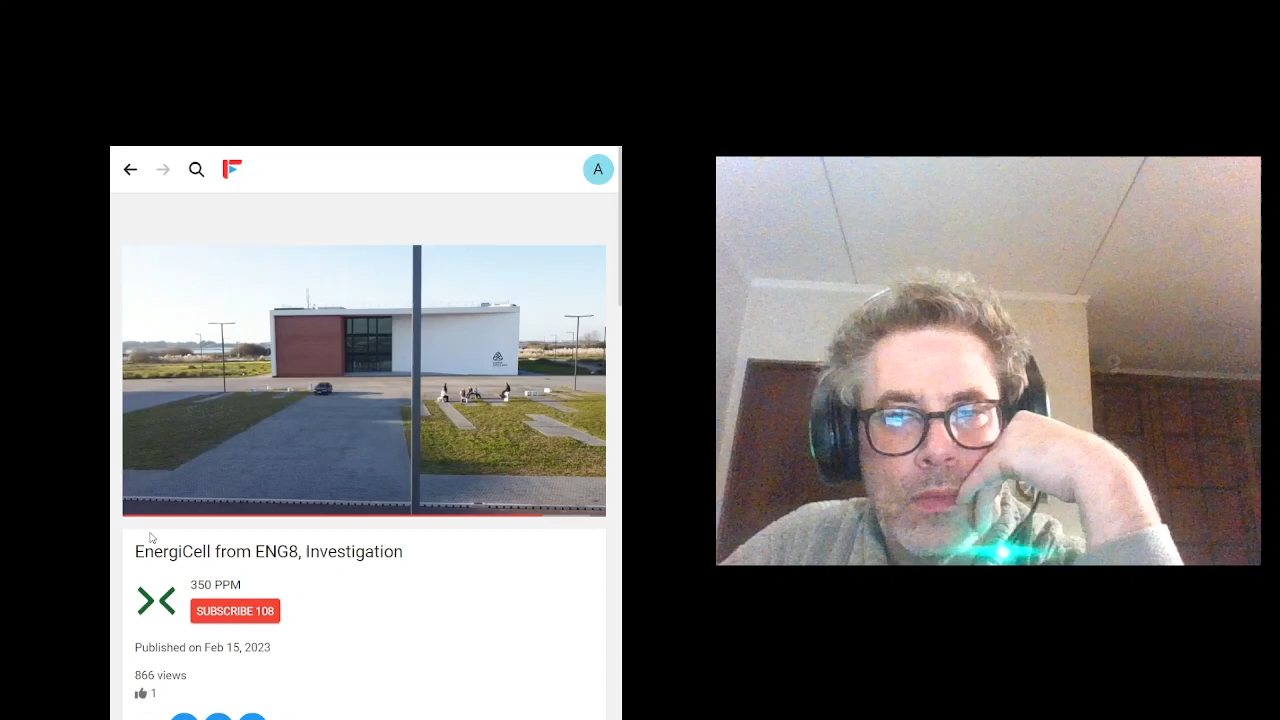 A
EnergiCell from ENG8, Investigation
350 PPM
SUBSCRIBE 108
Published on Feb 15, 2023
866 views
1